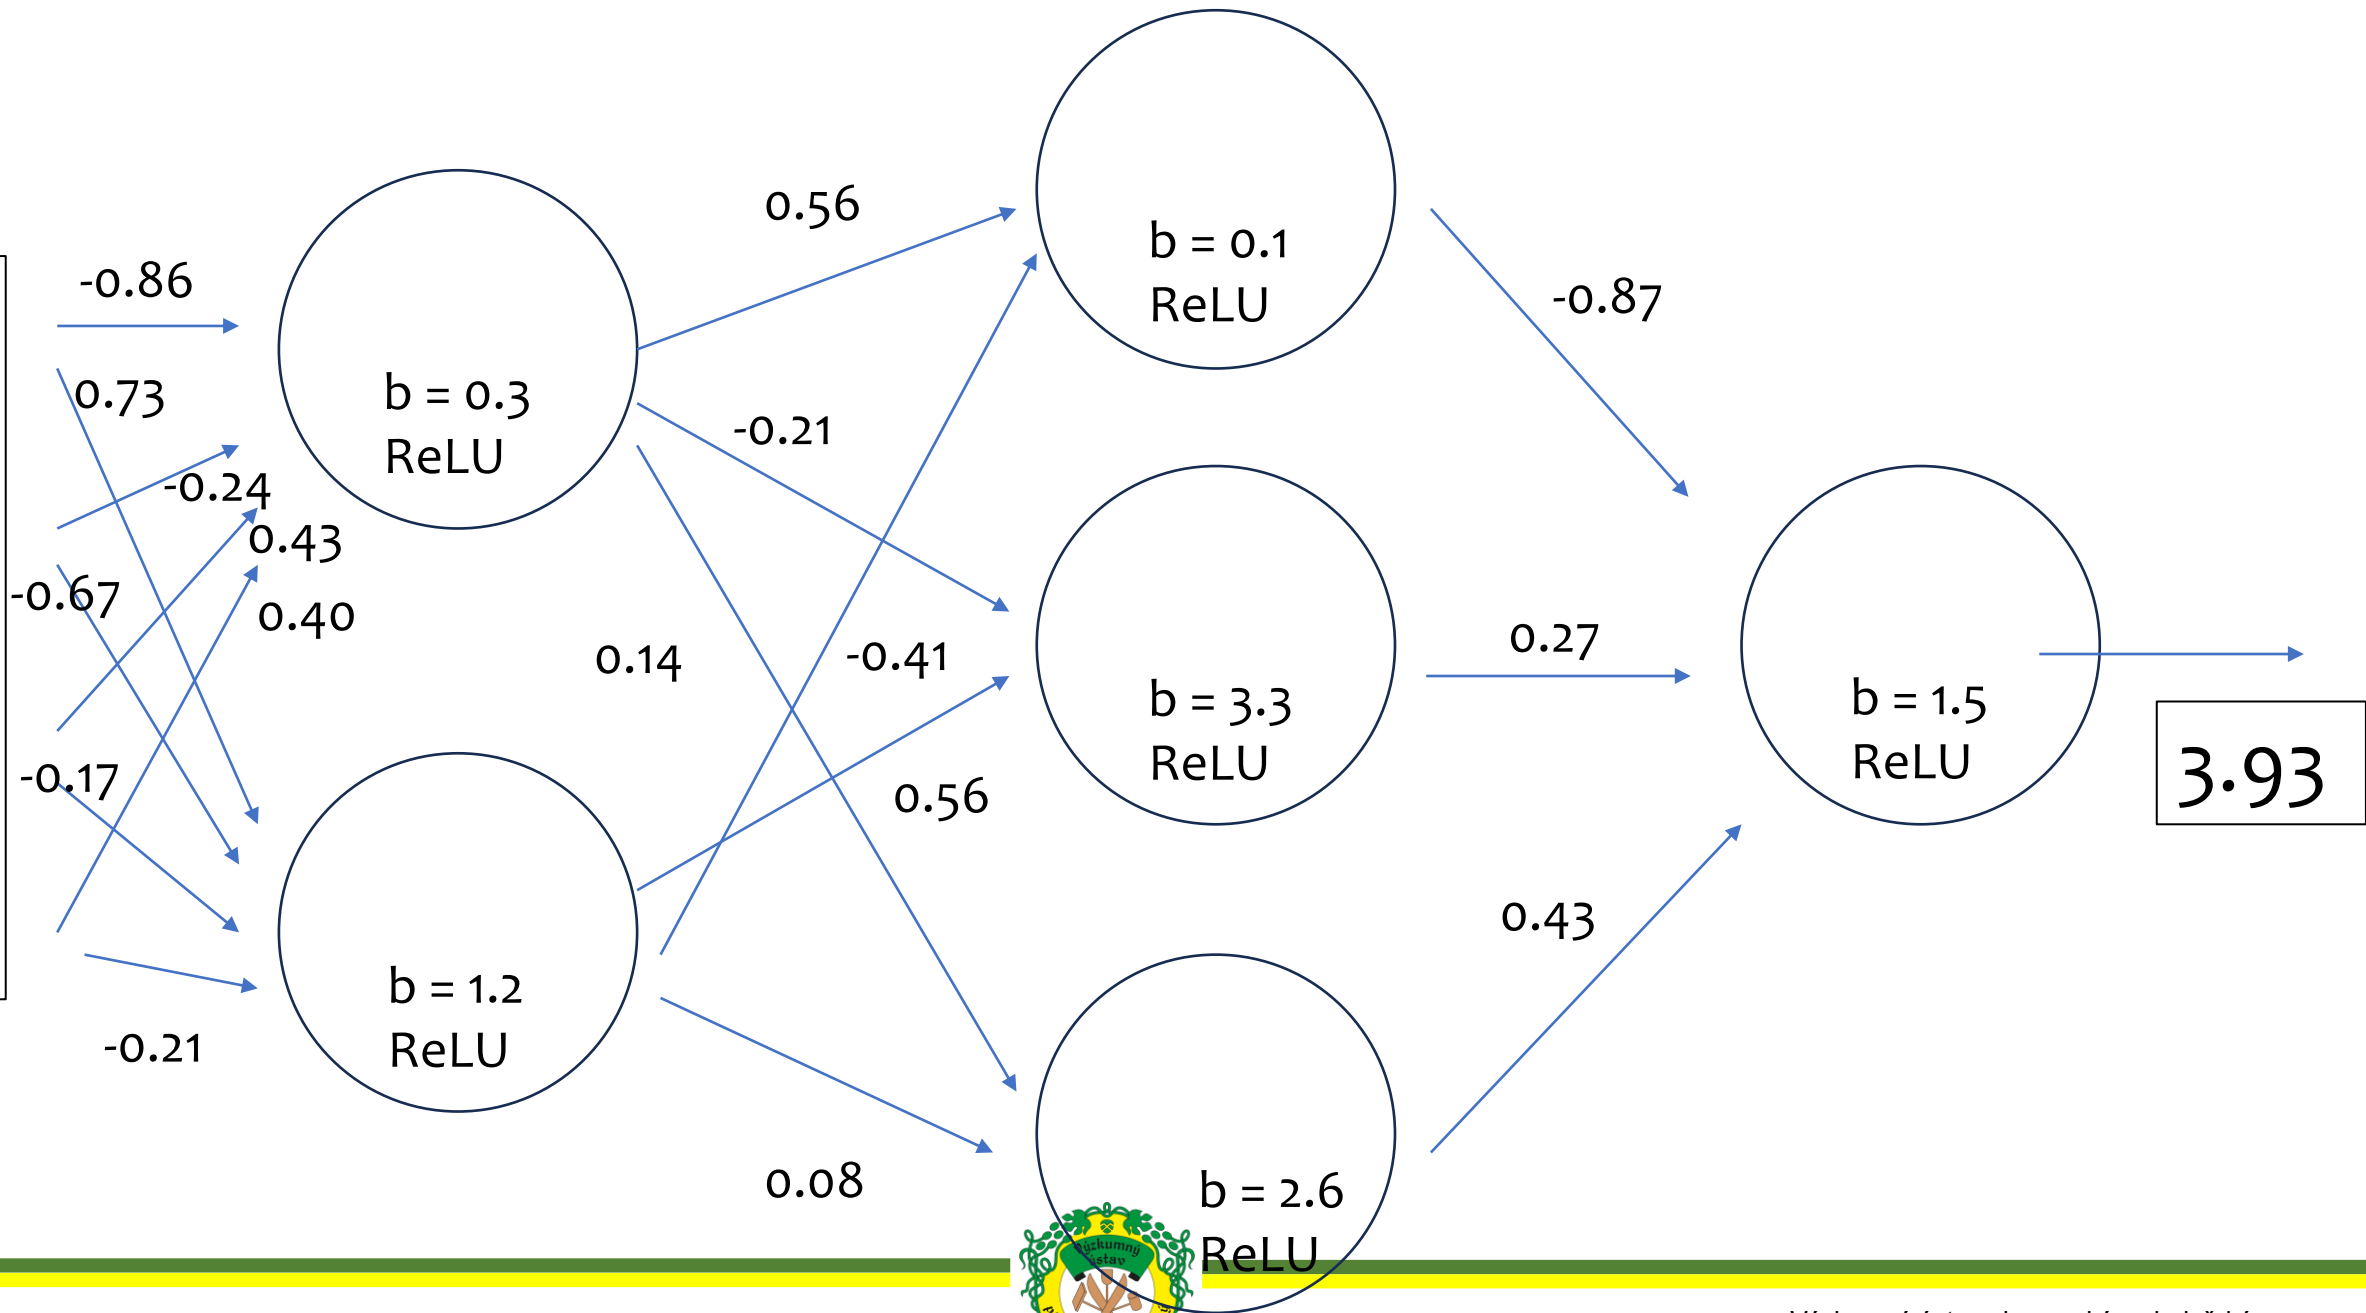 0.56
b = 0.1
ReLU
-0.86
-0.87
0.73
b = 0.3
ReLU
-0.21
-0.24
0.43
-0.67
0.40
0.14
-0.41
0.27
b = 3.3
ReLU
b = 1.5
ReLU
-0.17
0.56
3.93
0.43
b = 1.2
ReLU
-0.21
0.08
b = 2.6
ReLU
Výzkumný
ústav